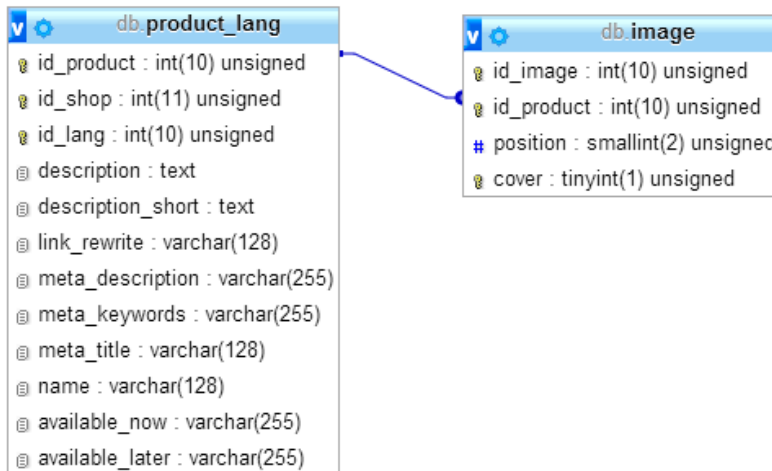 v db.product_lang
id_product : int(10) unsigned
id_shop : int(11) unsigned
id_lang : int(10) unsigned
description : text
description_short : text
link_rewrite : varchar(128)
meta_description : varchar(255)
meta_keywords : varchar(255)
meta_title : varchar(128)
name : varchar(128)
available_now : varchar(255)
available_later : varchar(255)
v db.image
id_image : int(10) unsigned
id_product : int(10) unsigned
# position : smallint(2) unsigned
cover : tinyint(1) unsigned